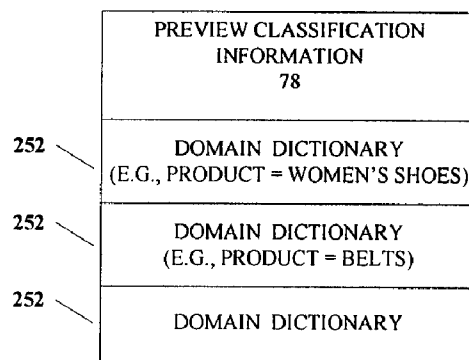 PREVIEW CLASSIFICATION
INFORMATION
78
252
DOMAIN DICTIONARY
(E.G., PRODUCT = WOMEN'S SHOES)
252
DOMAIN DICTIONARY
(E.G., PRODUCT = BELTS)
252
DOMAIN DICTIONARY